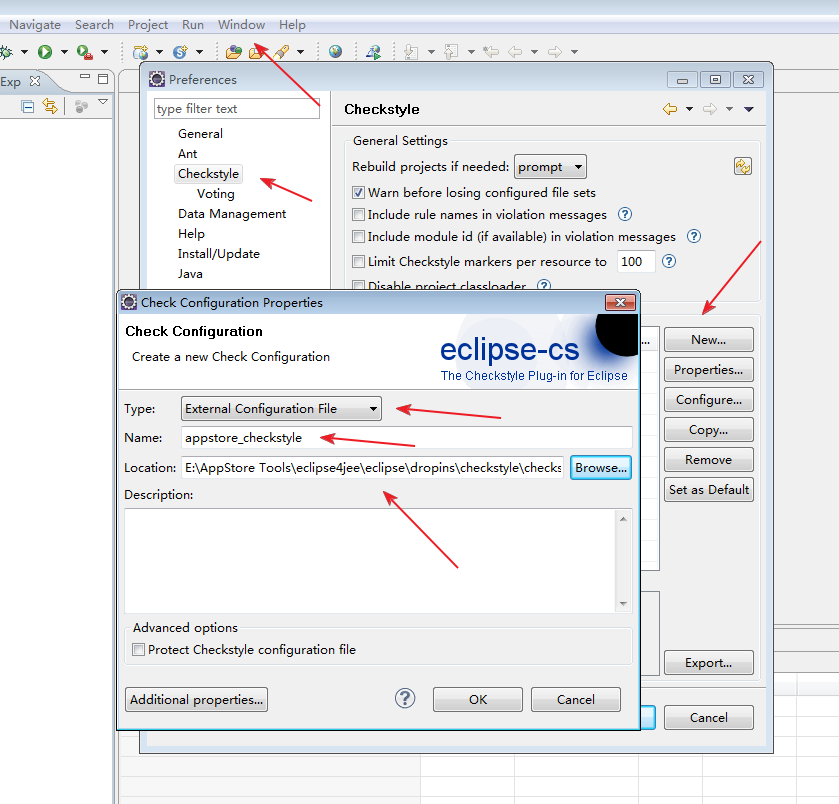 Navigate Search Project Run Window Help
Exp
Preferences
type filter text
General
Ant
Checkstyle
Voting
Data Management
Help
Install/Update
Java
Checkstyle
General Settings
Rebuild projects if needed: prompt
Warn before losing configured file sets
Include rule names in violation messages
Include module id (if available) in violation messages
Limit Checkstyle markers per resource to 100
Disable project classloader
...
New...
Properties...
Configure...
Copy...
Remove
Set as Default
Export...
Cancel
Check Configuration Properties
Check Configuration
Create a new Check Configuration
eclipse-cs
The Checkstyle Plug-in for Eclipse
Type: External Configuration File
Name: appstore_checkstyle
Location: E:\AppStore Tools\eclipse4jee\eclipse\dropins\checkstyle\checks Browse...
Description:
Advanced options
Protect Checkstyle configuration file
Additional properties... ? OK Cancel